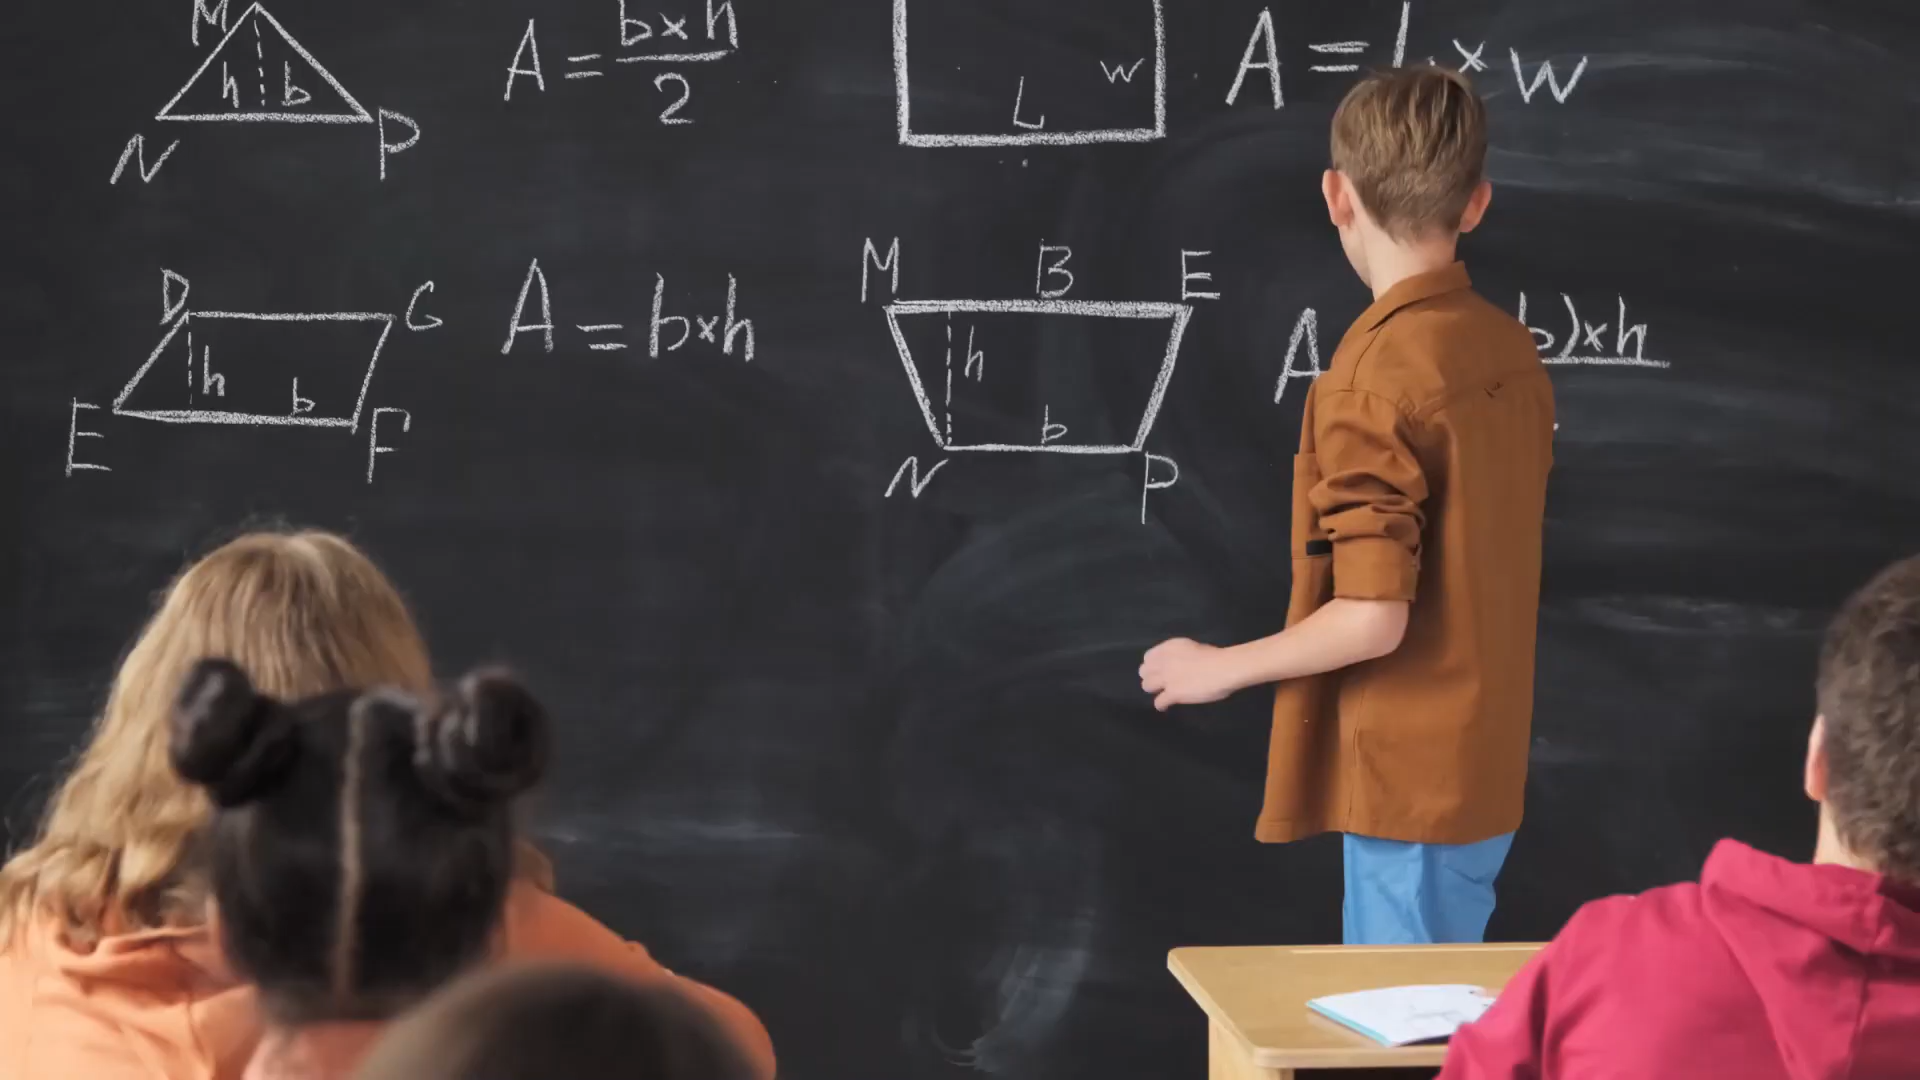 M
h b
N P
A = b×h
2
L
w
A = L × w
D G
h
b
E F
A = b×h
M B E
h
b
N P
A b)×h